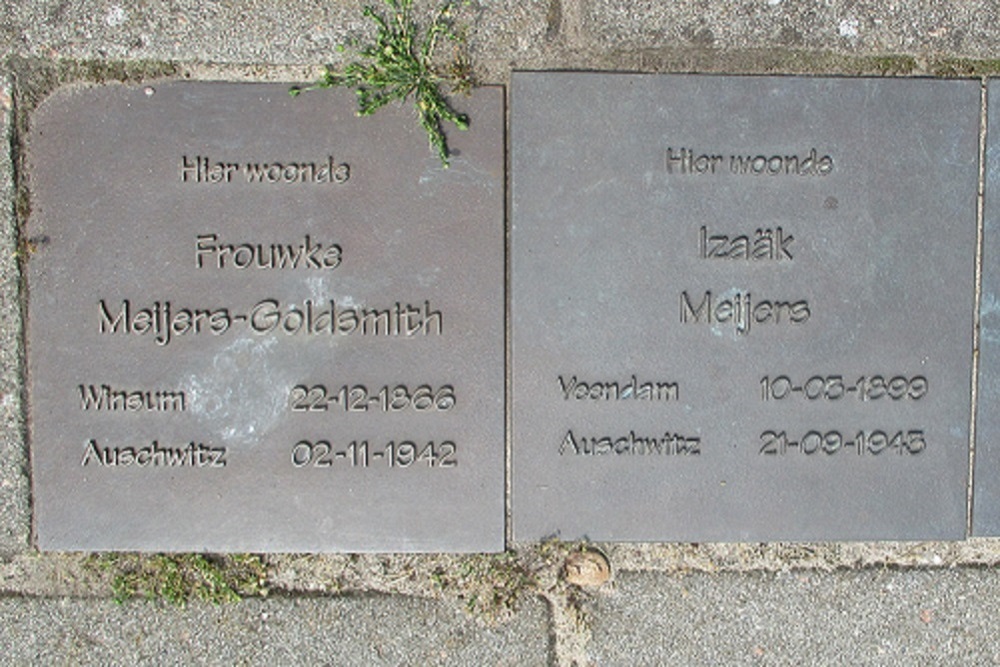 Hier woonde
Frouwke
Meijers-Goldsmith
Winsum 22-12-1866
Auschwitz 02-11-1942
Hier woonde
Izaäk
Meijers
Veendam 10-03-1899
Auschwitz 21-09-1943